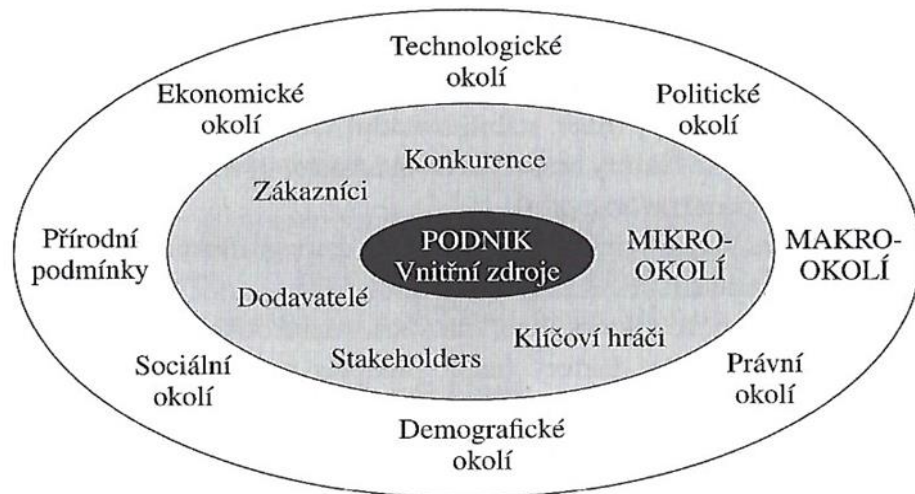 Technologické
okolí
Ekonomické
okolí
Politické
okolí
Konkurence
Zákazníci
Přírodní
podmínky
PODNIK
Vnitřní zdroje
MIKRO-
OKOLÍ
MAKRO-
OKOLÍ
Dodavatelé
Klíčoví hráči
Stakeholders
Sociální
okolí
Právní
okolí
Demografické
okolí